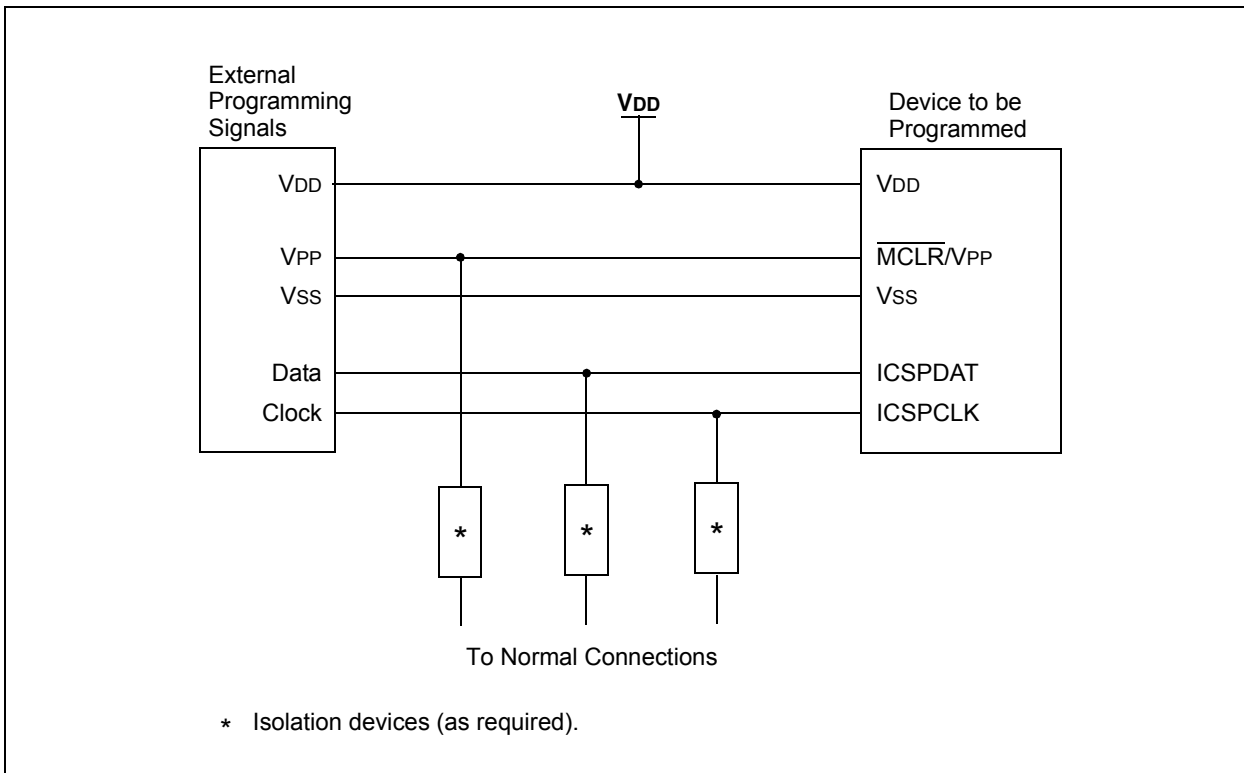 External
Programming
Signals
VDD
Device to be
Programmed
VDD
VDD
VPP
MCLR/VPP
VSS
VSS
Data
ICSPDAT
Clock
ICSPCLK
*
*
*
To Normal Connections
* Isolation devices (as required).